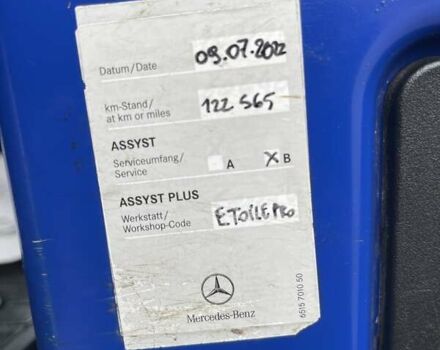 Datum/Date 09.07.2022
km-Stand/
at km or miles 122 565
ASSYST
Serviceumfang/
Service A X B
ASSYST PLUS
Werkstatt/
Workshop-Code ETOILE PRO
Mercedes-Benz
6515 7010 50